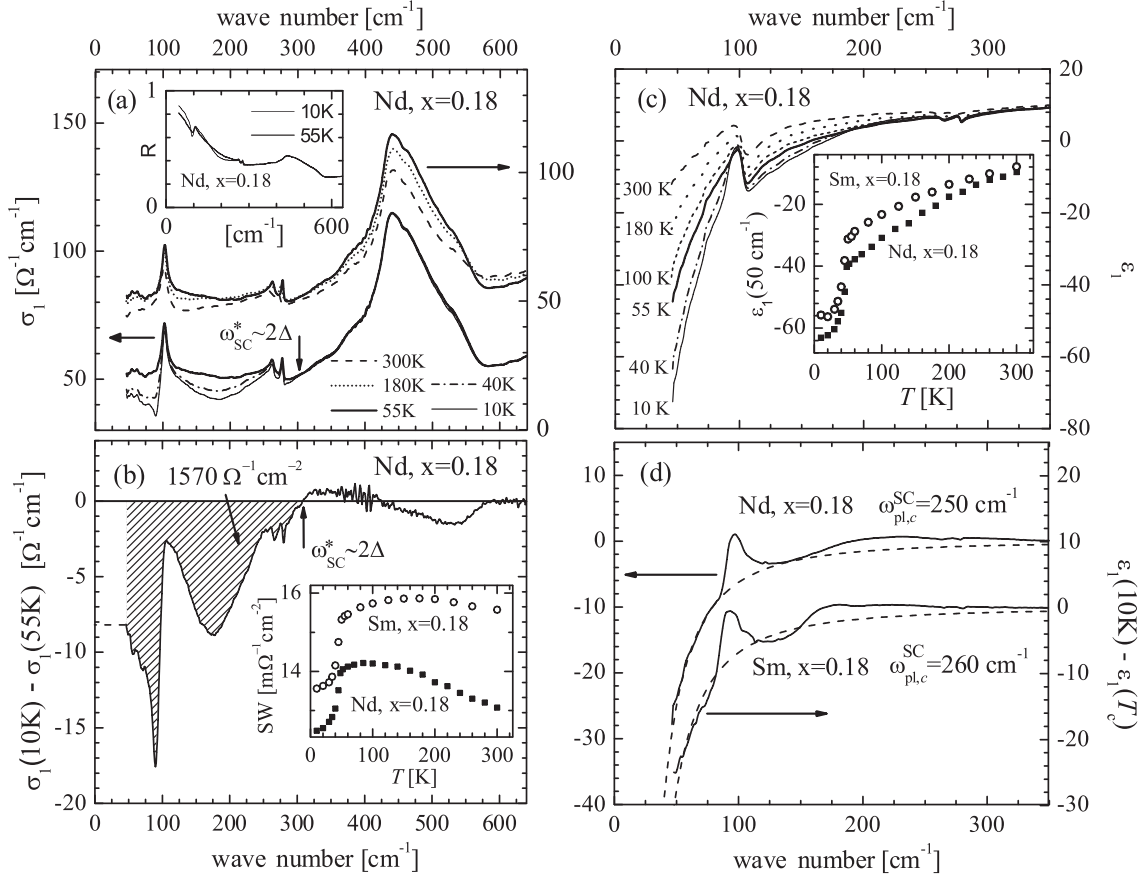 wave number [cm⁻¹]
0 100 200 300 400 500 600
(a)
Nd, x=0.18
150
100
50
σ₁ [Ω⁻¹cm⁻¹]
100
50
0
1
0
R
10K
55K
Nd, x=0.18
0 200 400 600
[cm⁻¹]
ω*SC~2Δ
300K
180K
40K
55K
10K
(b)
Nd, x=0.18
1570 Ω⁻¹cm⁻²
0
-5
-10
-15
-20
σ₁(10K) - σ₁(55K) [Ω⁻¹cm⁻¹]
ω*SC~2Δ
16
14
SW [mΩ⁻¹cm⁻²]
Sm, x=0.18
Nd, x=0.18
0 100 200 300
T [K]
0 100 200 300 400 500 600
wave number [cm⁻¹]
wave number [cm⁻¹]
0 100 200 300
(c)
Nd, x=0.18
20
0
-20
-40
-60
-80
ε₁
300 K
180 K
100 K
55 K
40 K
10 K
-20
-40
-60
ε₁(50 cm⁻¹)
Sm, x=0.18
Nd, x=0.18
0 100 200 300
T [K]
(d)
Nd, x=0.18 ω^SC_pl,c=250 cm⁻¹
Sm, x=0.18 ω^SC_pl,c=260 cm⁻¹
10
0
-10
-20
-30
-40
20
10
0
-10
-20
-30
ε₁(10K) - ε₁(Tc)
0 100 200 300
wave number [cm⁻¹]